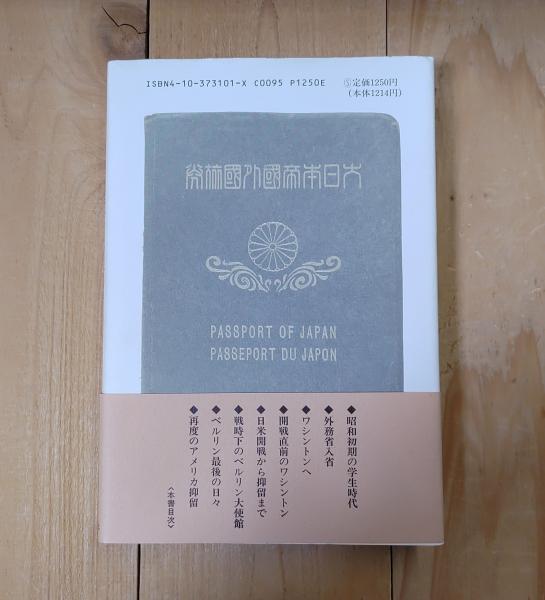 ISBN4-10-373101-X C0095 P1250E
⑤定価1250円
(本体1214円)
大日本帝國外國旅券
PASSPORT OF JAPAN
PASSEPORT DU JAPON
◆昭和初期の学生時代
◆外務省入省
◆ワシントンへ
◆開戦直前のワシントン
◆日米開戦から抑留まで
◆戦時下のベルリン大使館
◆ベルリン最後の日々
◆再度のアメリカ抑留
〈本書目次〉